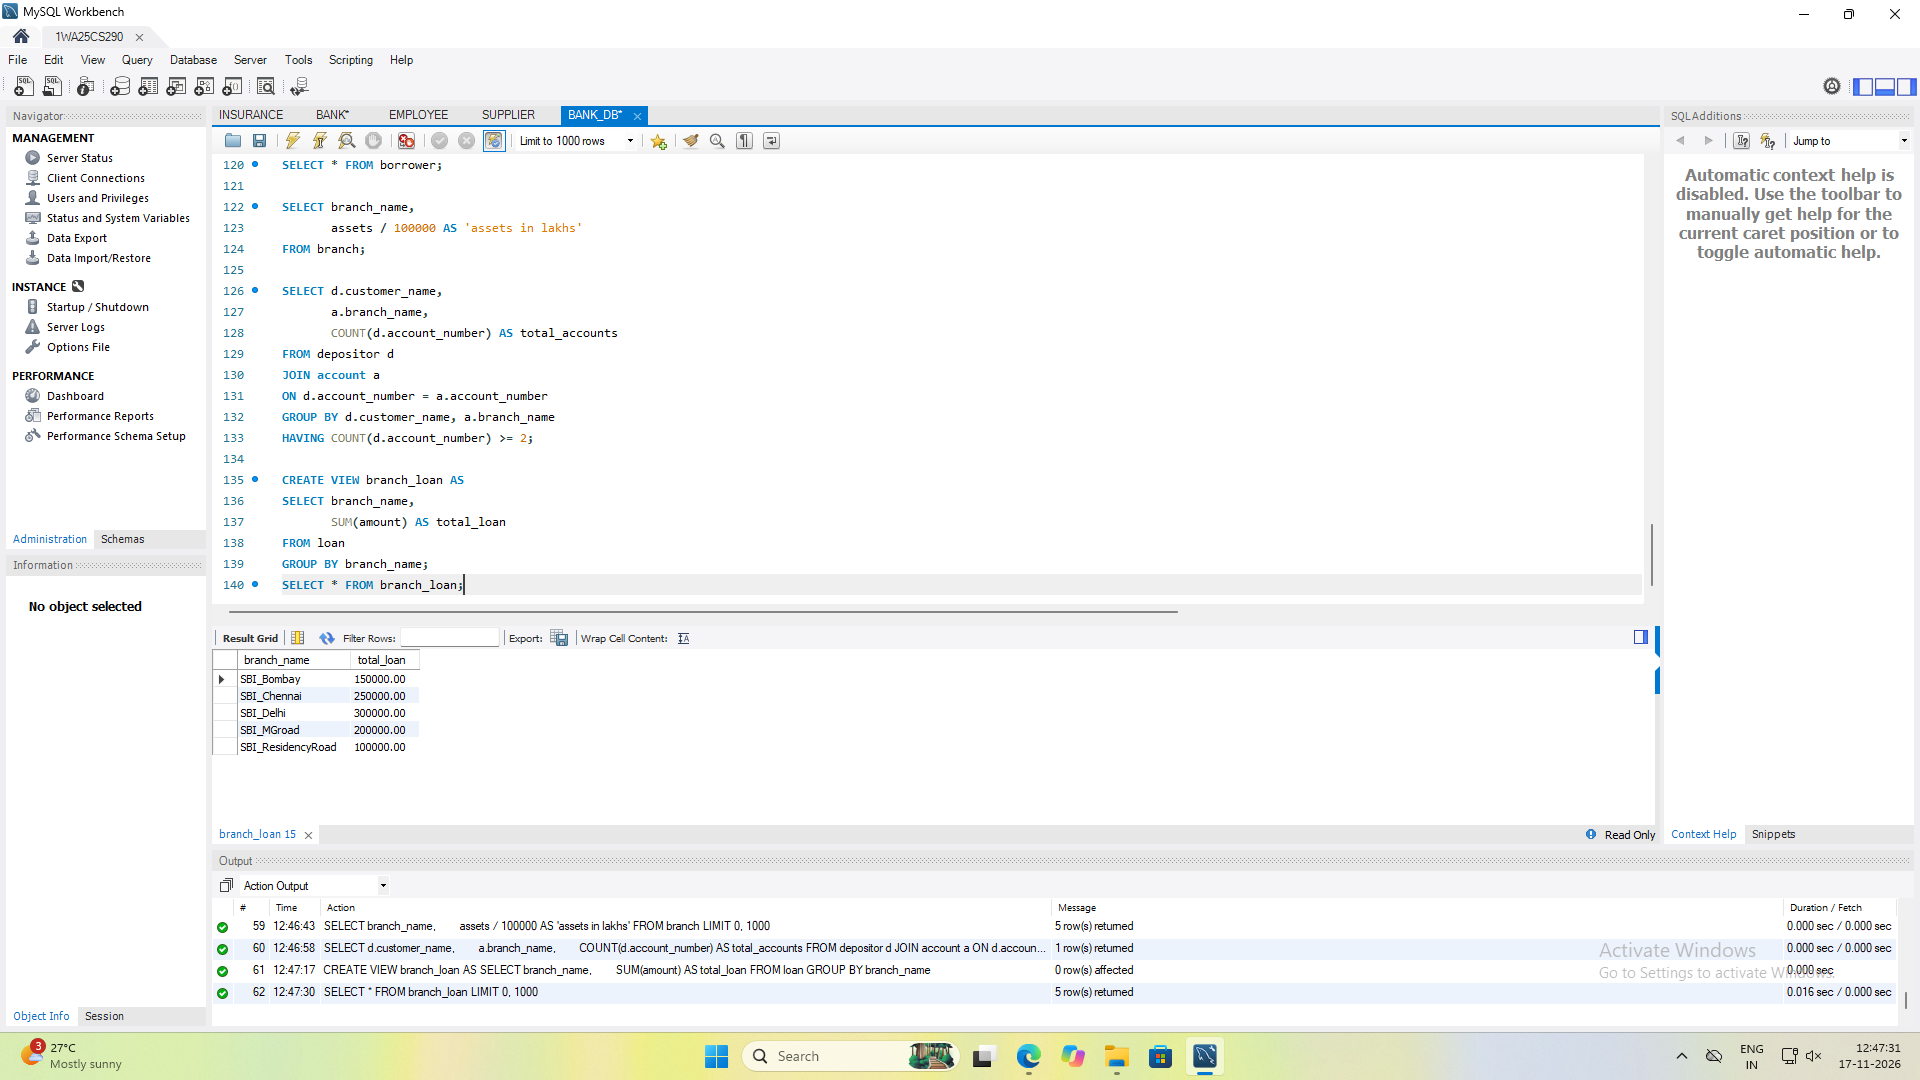 MySQL Workbench
1WA25CS290
File Edit View Query Database Server Tools Scripting Help
Navigator
MANAGEMENT
Server Status
Client Connections
Users and Privileges
Status and System Variables
Data Export
Data Import/Restore
INSTANCE
Startup / Shutdown
Server Logs
Options File
PERFORMANCE
Dashboard
Performance Reports
Performance Schema Setup
Administration Schemas
Information
No object selected
Object Info Session
INSURANCE BANK* EMPLOYEE SUPPLIER BANK_DB*
Limit to 1000 rows
120 SELECT * FROM borrower;
121
122 SELECT branch_name,
123 assets / 100000 AS 'assets in lakhs'
124 FROM branch;
125
126 SELECT d.customer_name,
127 a.branch_name,
128 COUNT(d.account_number) AS total_accounts
129 FROM depositor d
130 JOIN account a
131 ON d.account_number = a.account_number
132 GROUP BY d.customer_name, a.branch_name
133 HAVING COUNT(d.account_number) >= 2;
134
135 CREATE VIEW branch_loan AS
136 SELECT branch_name,
137 SUM(amount) AS total_loan
138 FROM loan
139 GROUP BY branch_name;
140 SELECT * FROM branch_loan;
Result Grid Filter Rows: Export: Wrap Cell Content:
branch_name total_loan
SBI_Bombay 150000.00
SBI_Chennai 250000.00
SBI_Delhi 300000.00
SBI_MGroad 200000.00
SBI_ResidencyRoad 100000.00
branch_loan 15
Read Only
SQLAdditions
Jump to
Automatic context help is
disabled. Use the toolbar to
manually get help for the
current caret position or to
toggle automatic help.
Context Help Snippets
Output
Action Output
# Time Action Message Duration / Fetch
59 12:46:43 SELECT branch_name, assets / 100000 AS 'assets in lakhs' FROM branch LIMIT 0, 1000 5 row(s) returned 0.000 sec / 0.000 sec
60 12:46:58 SELECT d.customer_name, a.branch_name, COUNT(d.account_number) AS total_accounts FROM depositor d JOIN account a ON d.accoun... 1 row(s) returned 0.000 sec / 0.000 sec
61 12:47:17 CREATE VIEW branch_loan AS SELECT branch_name, SUM(amount) AS total_loan FROM loan GROUP BY branch_name 0 row(s) affected 0.000 sec
62 12:47:30 SELECT * FROM branch_loan LIMIT 0, 1000 5 row(s) returned 0.016 sec / 0.000 sec
Activate Windows
Go to Settings to activate Windows.
3
27°C
Mostly sunny
Search
ENG
IN
12:47:31
17-11-2026